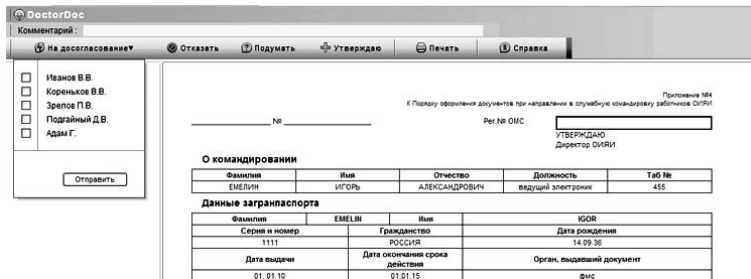 DoctorDoc
Комментарий :
На досогласование▾ Отказать Подумать Утверждаю Печать Справка
Иванов В.В.
Кореньков В.В.
Зрелов П.В.
Подгайный Д.В.
Адам Г.
Отправить
Приложение №4
К Порядку оформления документов при направлении в служебную командировку работников ОИЯИ
№
Рег.№ ОМС
УТВЕРЖДАЮ
Директор ОИЯИ
О командировании
Фамилия Имя Отчество Должность Таб №
ЕМЕЛИН ИГОРЬ АЛЕКСАНДРОВИЧ ведущий электроник 455
Данные загранпаспорта
Фамилия EMELIN Имя IGOR
Серия и номер Гражданство Дата рождения
1111 РОССИЯ 14.09.36
Дата выдачи Дата окончания срока действия Орган, выдавший документ
01. 01.10 01.01.15 фмс